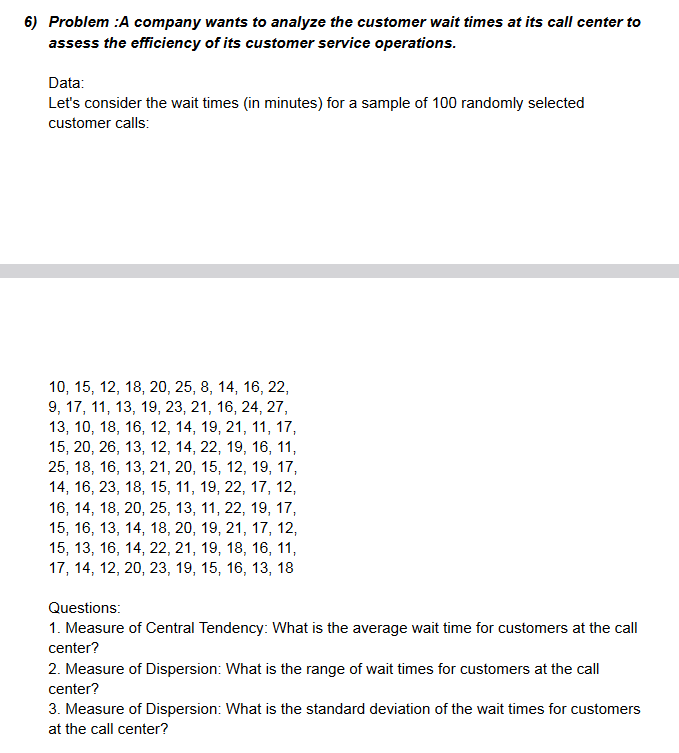 6) Problem :A company wants to analyze the customer wait times at its call center to
assess the efficiency of its customer service operations.
Data:
Let's consider the wait times (in minutes) for a sample of 100 randomly selected
customer calls:
10, 15, 12, 18, 20, 25, 8, 14, 16, 22,
9, 17, 11, 13, 19, 23, 21, 16, 24, 27,
13, 10, 18, 16, 12, 14, 19, 21, 11, 17,
15, 20, 26, 13, 12, 14, 22, 19, 16, 11,
25, 18, 16, 13, 21, 20, 15, 12, 19, 17,
14, 16, 23, 18, 15, 11, 19, 22, 17, 12,
16, 14, 18, 20, 25, 13, 11, 22, 19, 17,
15, 16, 13, 14, 18, 20, 19, 21, 17, 12,
15, 13, 16, 14, 22, 21, 19, 18, 16, 11,
17, 14, 12, 20, 23, 19, 15, 16, 13, 18
Questions:
1. Measure of Central Tendency: What is the average wait time for customers at the call
center?
2. Measure of Dispersion: What is the range of wait times for customers at the call
center?
3. Measure of Dispersion: What is the standard deviation of the wait times for customers
at the call center?